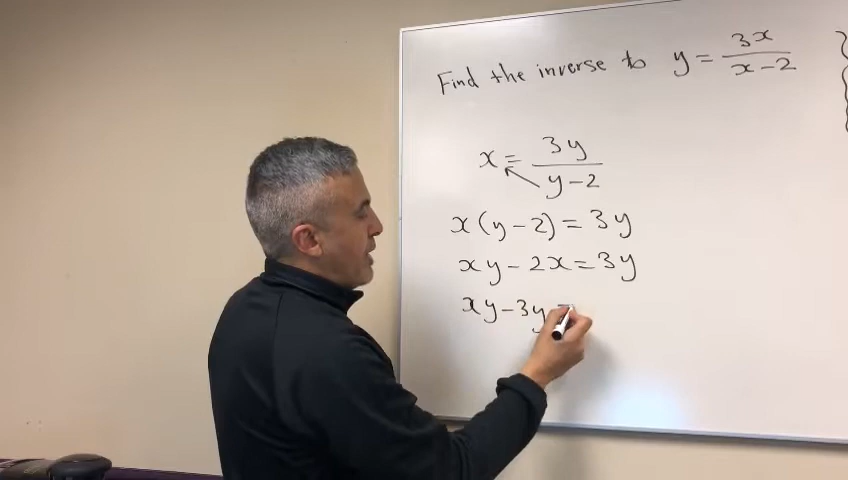 Find the inverse to y = 3x / x - 2
x = 3y / y - 2
x (y - 2) = 3y
xy - 2x = 3y
xy - 3y =